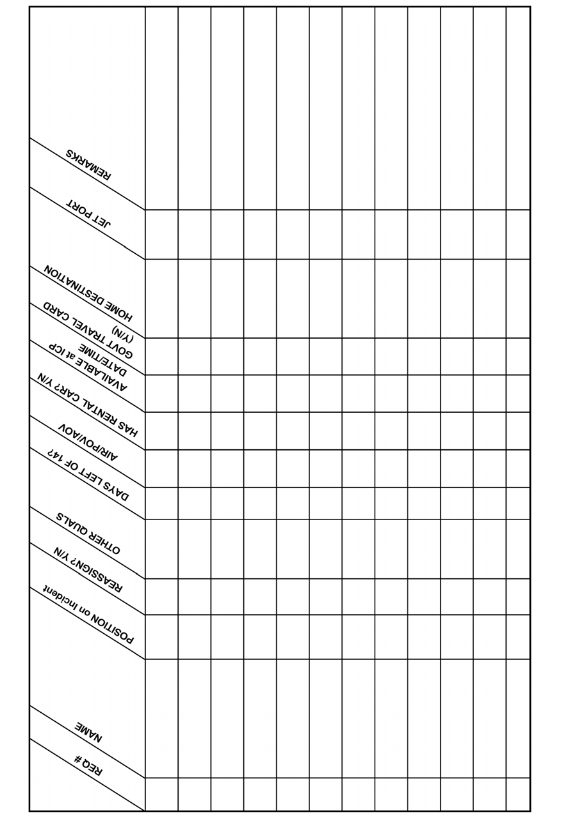 REQ #
NAME
POSITION on Incident
REASSIGN? Y/N
OTHER QUALS
DAYS LEFT OF 14?
AIR/POV/AOV
HAS RENTAL CAR? Y/N
AVAILABLE at ICP
DATE/TIME
GOVT TRAVEL CARD
(Y/N)
HOME DESTINATION
JET PORT
REMARKS